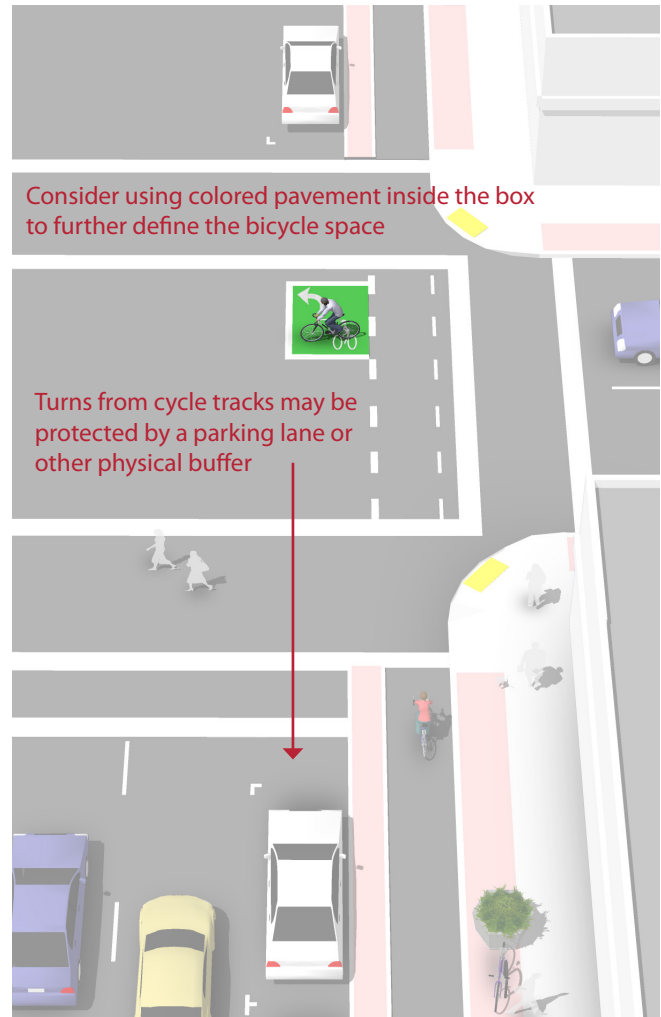 Consider using colored pavement inside the box
to further define the bicycle space
Turns from cycle tracks may be
protected by a parking lane or
other physical buffer